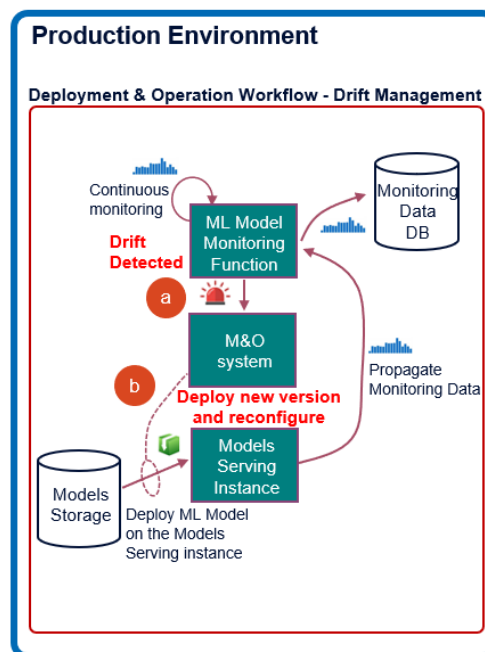 Production Environment
Deployment & Operation Workflow - Drift Management
Continuous
monitoring
ML Model
Monitoring
Function
Monitoring
Data
DB
Drift
Detected
a
M&O
system
Propagate
Monitoring Data
b
Deploy new version
and reconfigure
Models
Serving
Instance
Models
Storage
Deploy ML Model
on the Models
Serving instance